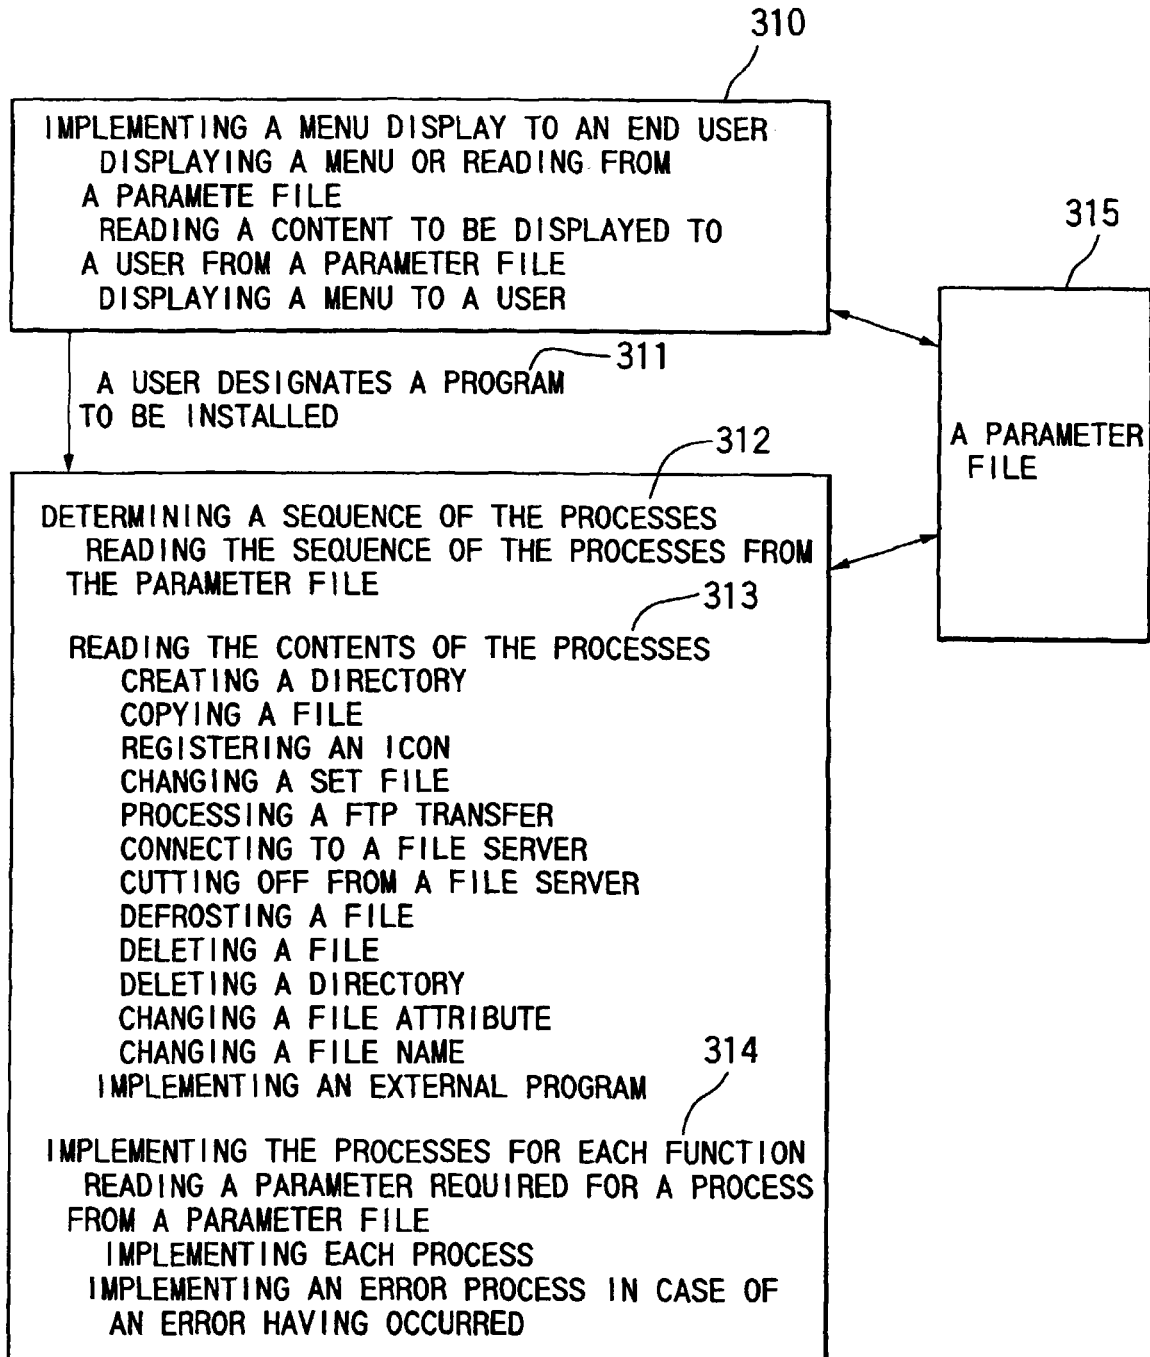 310
IMPLEMENTING A MENU DISPLAY TO AN END USER
DISPLAYING A MENU OR READING FROM
A PARAMETE FILE
READING A CONTENT TO BE DISPLAYED TO
A USER FROM A PARAMETER FILE
DISPLAYING A MENU TO A USER
315
A PARAMETER
FILE
311
A USER DESIGNATES A PROGRAM
TO BE INSTALLED
312
DETERMINING A SEQUENCE OF THE PROCESSES
READING THE SEQUENCE OF THE PROCESSES FROM
THE PARAMETER FILE
313
READING THE CONTENTS OF THE PROCESSES
CREATING A DIRECTORY
COPYING A FILE
REGISTERING AN ICON
CHANGING A SET FILE
PROCESSING A FTP TRANSFER
CONNECTING TO A FILE SERVER
CUTTING OFF FROM A FILE SERVER
DEFROSTING A FILE
DELETING A FILE
DELETING A DIRECTORY
CHANGING A FILE ATTRIBUTE
CHANGING A FILE NAME
314
IMPLEMENTING AN EXTERNAL PROGRAM
IMPLEMENTING THE PROCESSES FOR EACH FUNCTION
READING A PARAMETER REQUIRED FOR A PROCESS
FROM A PARAMETER FILE
IMPLEMENTING EACH PROCESS
IMPLEMENTING AN ERROR PROCESS IN CASE OF
AN ERROR HAVING OCCURRED